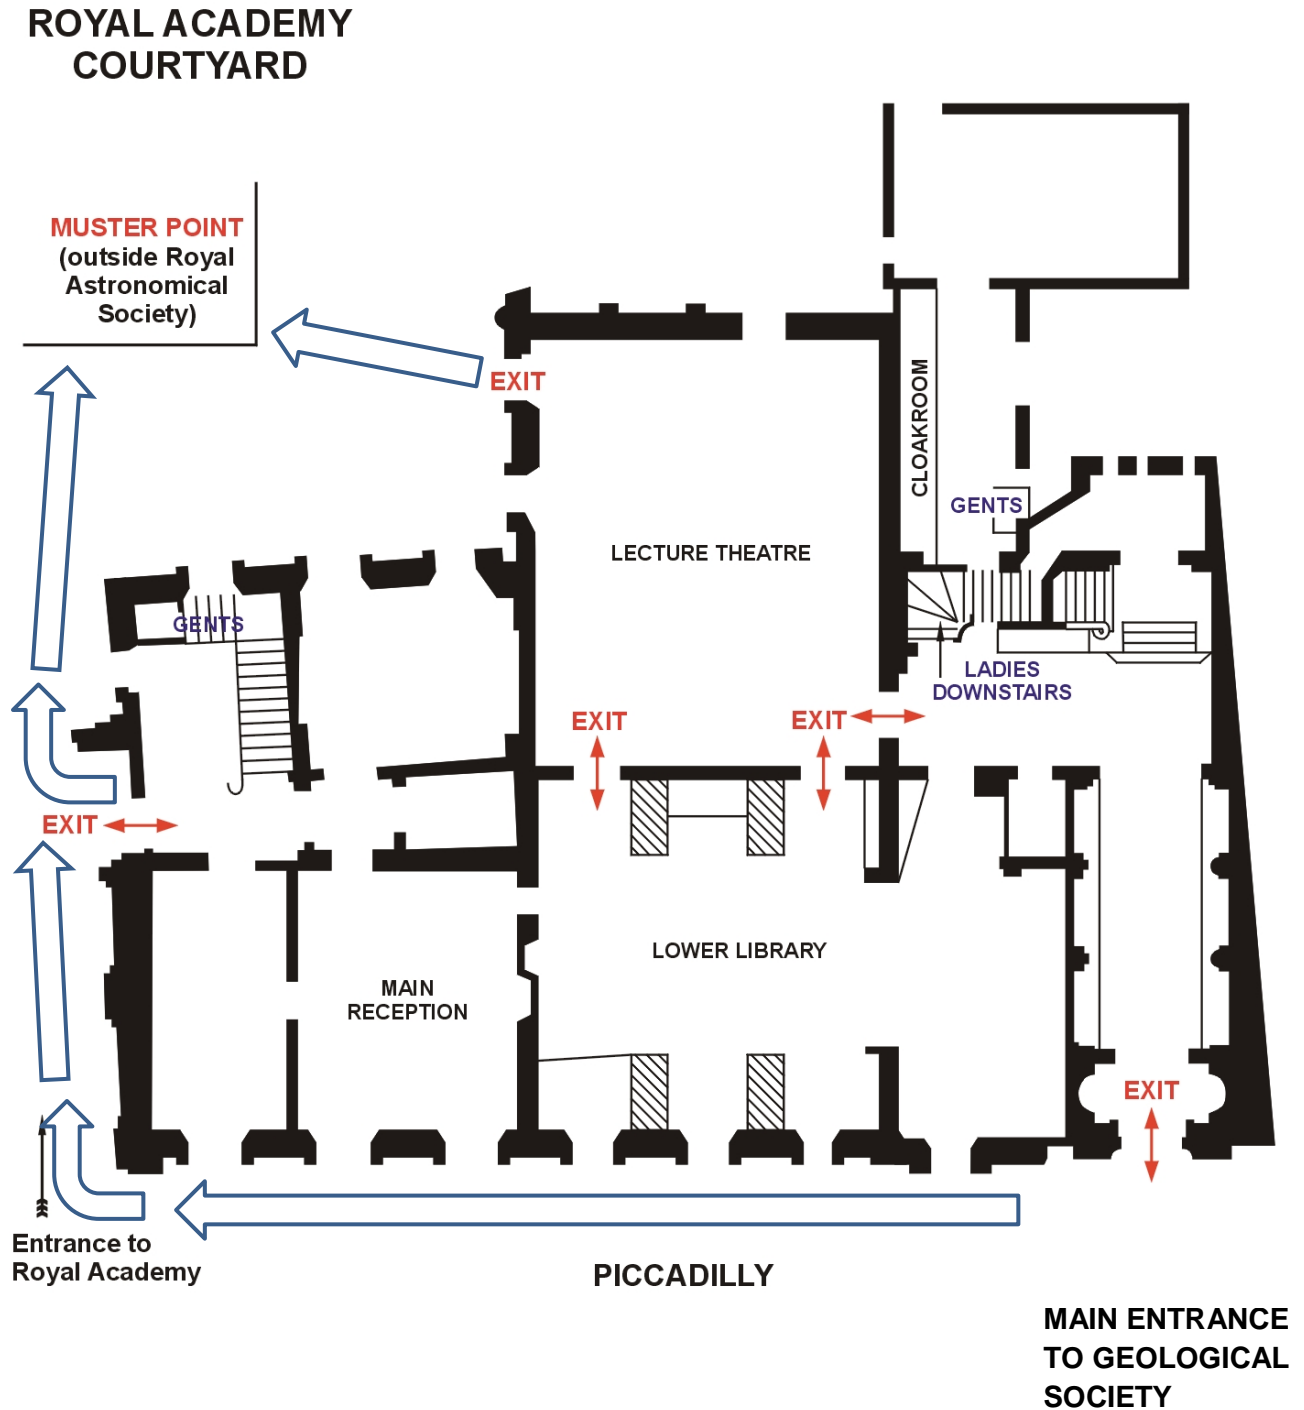 ROYAL ACADEMY
COURTYARD
MUSTER POINT
(outside Royal
Astronomical
Society)
EXIT
CLOAKROOM
GENTS
LECTURE THEATRE
GENTS
LADIES
DOWNSTAIRS
EXIT
EXIT
EXIT
LOWER LIBRARY
MAIN
RECEPTION
EXIT
Entrance to
Royal Academy
PICCADILLY
MAIN ENTRANCE
TO GEOLOGICAL
SOCIETY